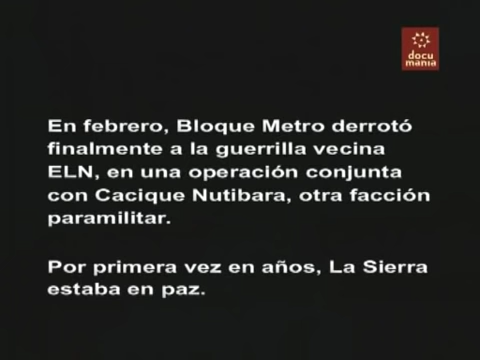 docu
manía
En febrero, Bloque Metro derrotó
finalmente a la guerrilla vecina
ELN, en una operación conjunta
con Cacique Nutibara, otra facción
paramilitar.
Por primera vez en años, La Sierra
estaba en paz.